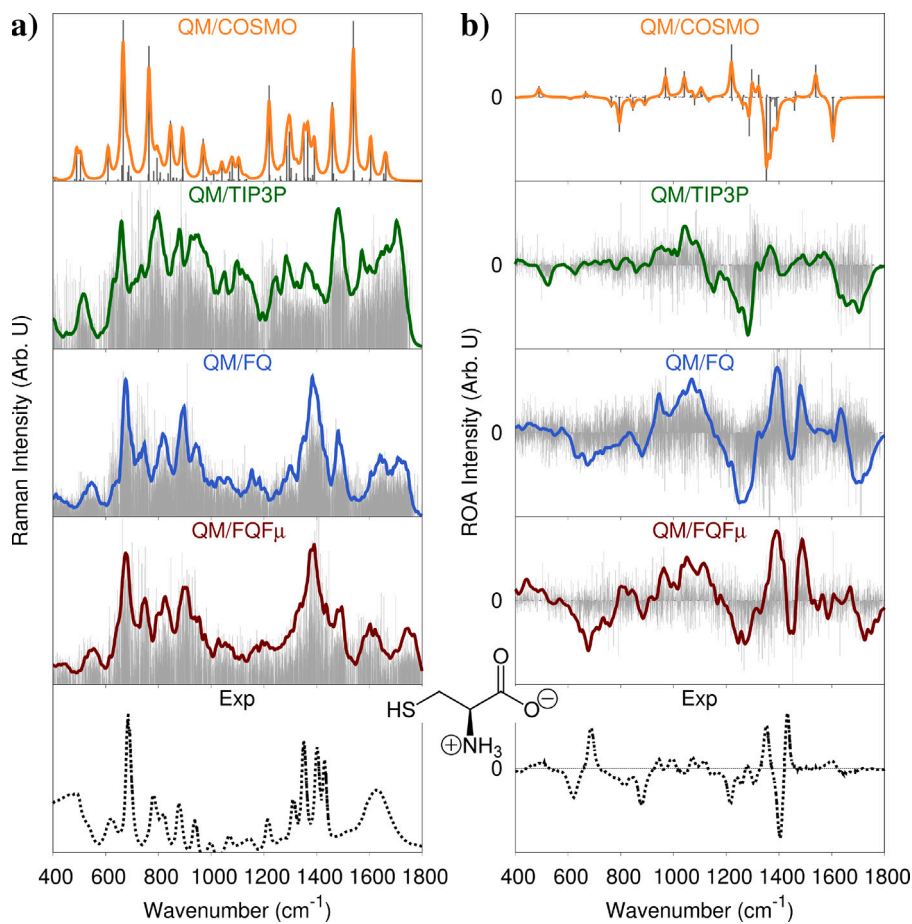 a)
QM/COSMO
QM/TIP3P
QM/FQ
QM/FQFμ
Exp
Raman Intensity (Arb. U)
400 600 800 1000 1200 1400 1600 1800
Wavenumber (cm⁻¹)
b)
QM/COSMO
0
QM/TIP3P
0
QM/FQ
0
QM/FQFμ
0
Exp
0
ROA Intensity (Arb. U)
400 600 800 1000 1200 1400 1600 1800
Wavenumber (cm⁻¹)
O
HS
O⊖
⊕NH₃